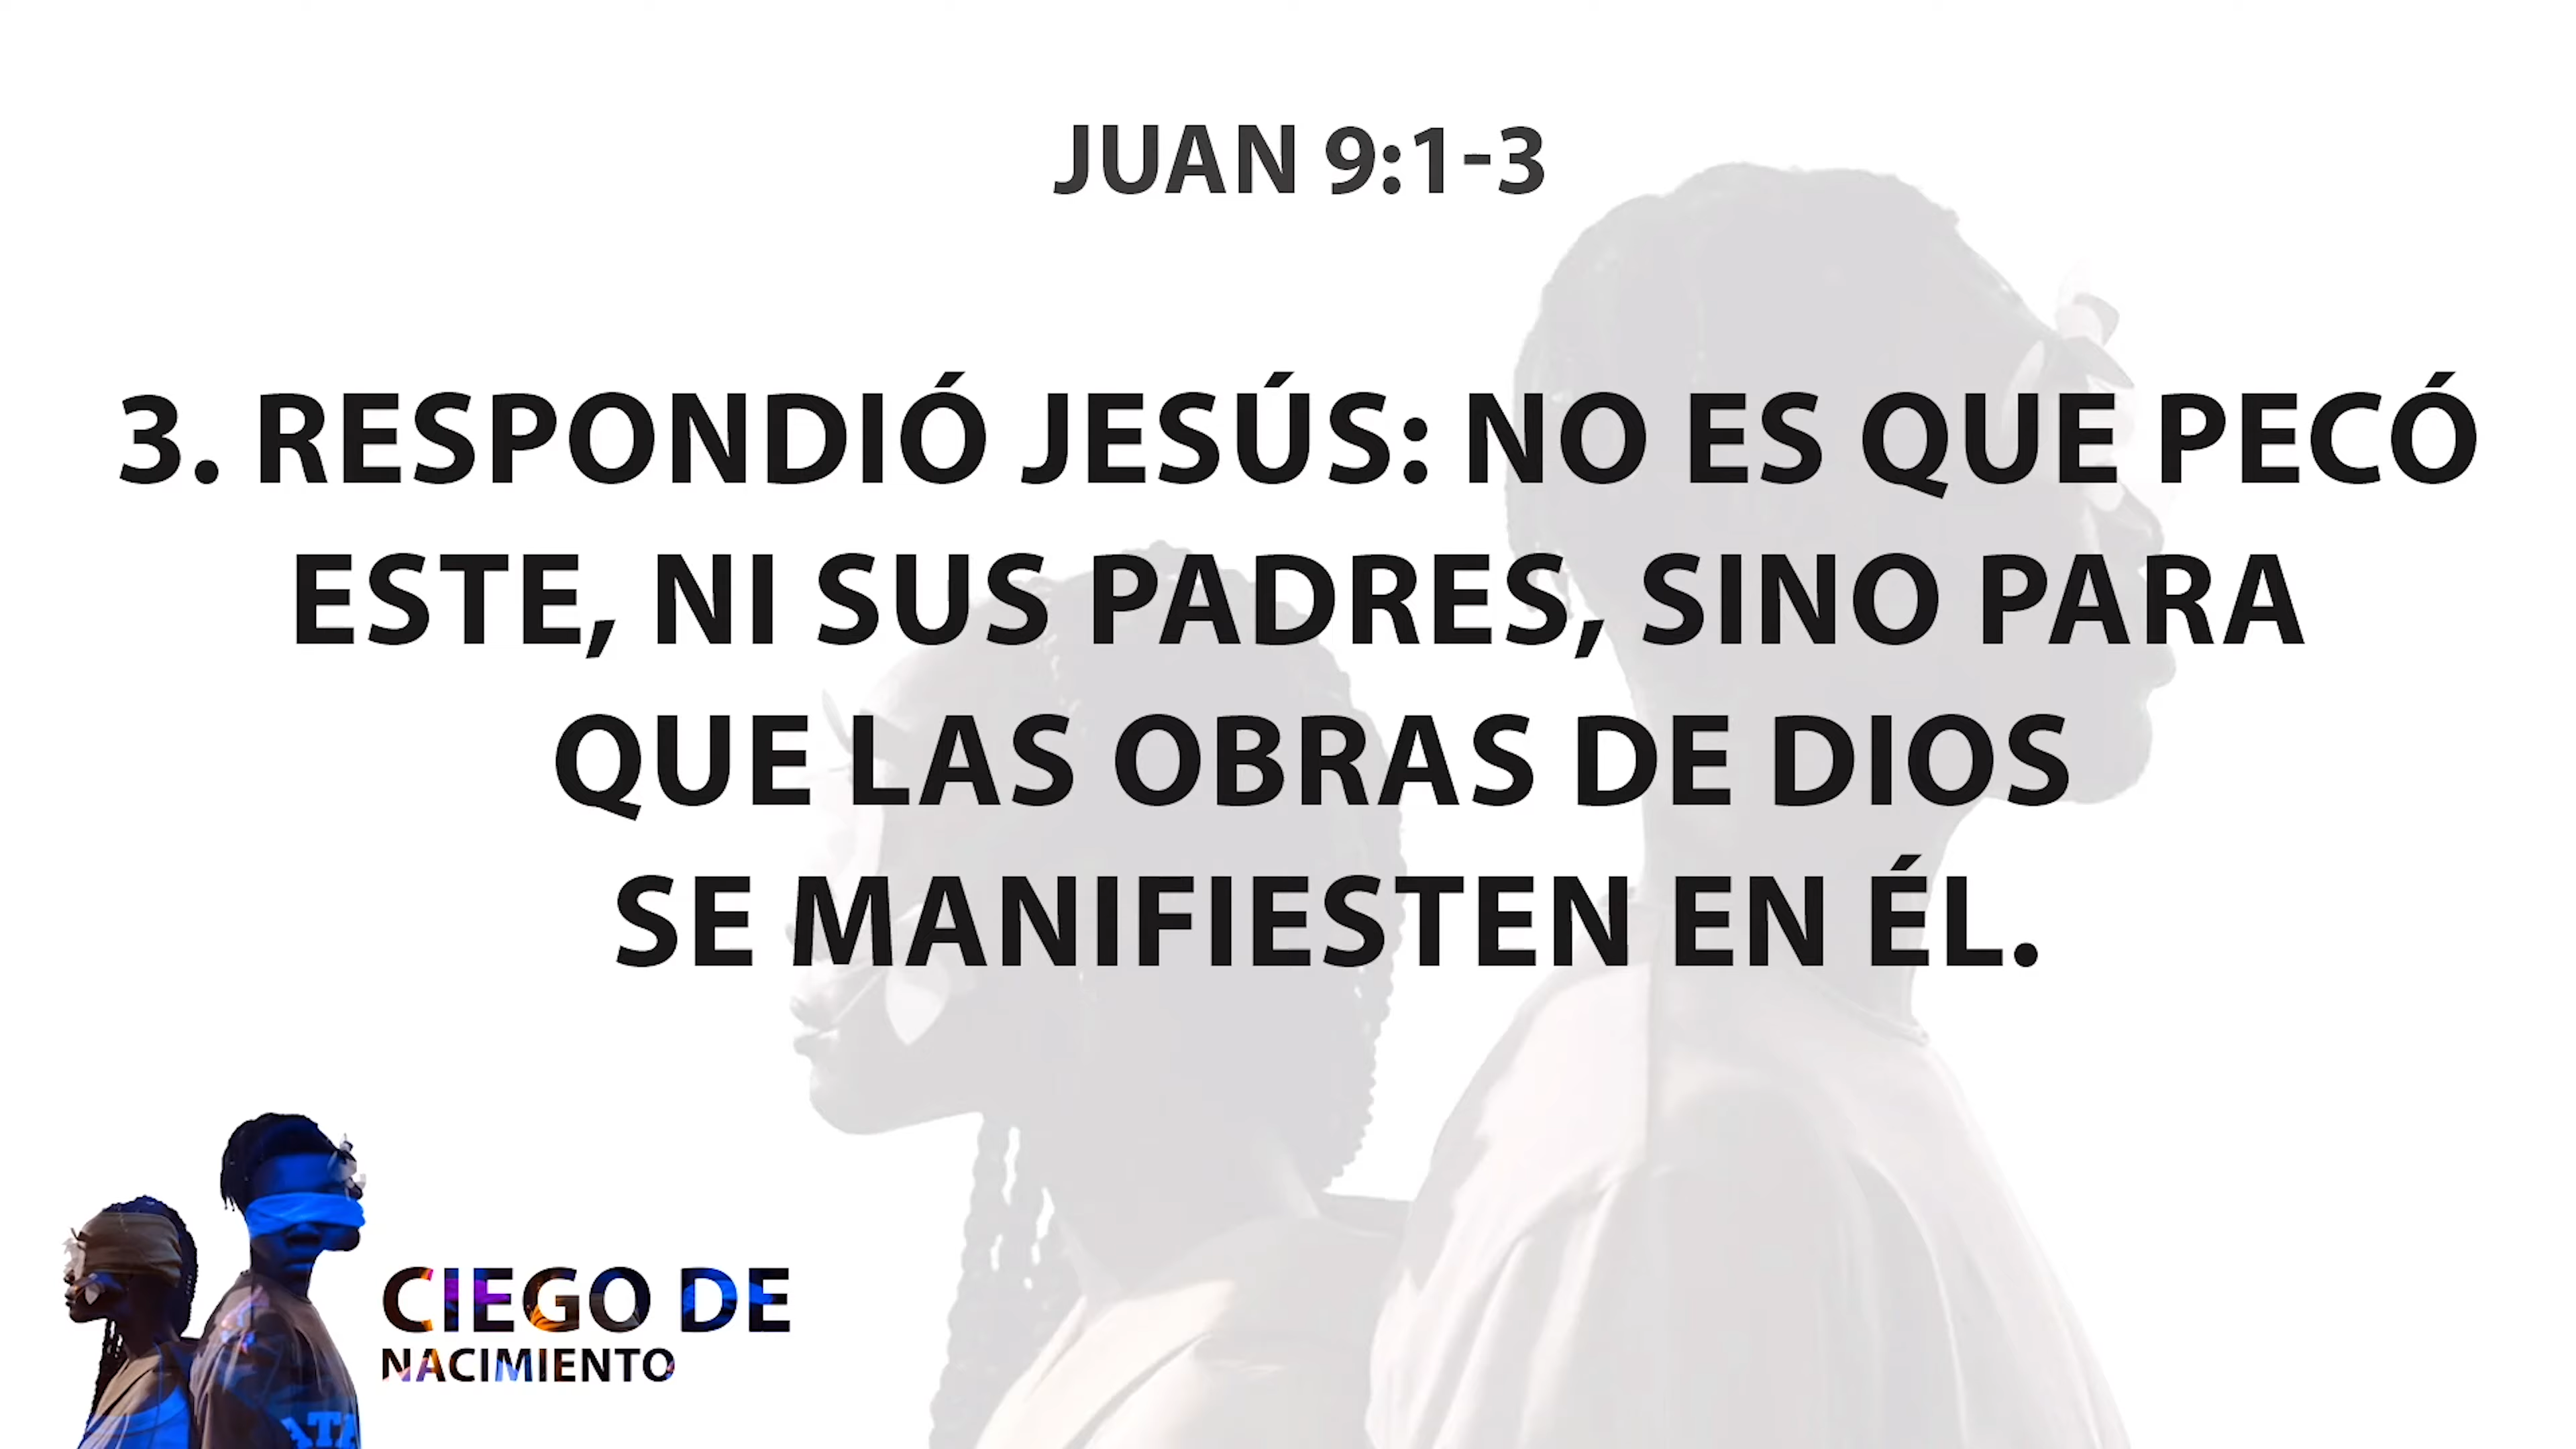 JUAN 9:1-3
3. RESPONDIÓ JESÚS: NO ES QUE PECÓ
ESTE, NI SUS PADRES, SINO PARA
QUE LAS OBRAS DE DIOS
SE MANIFIESTEN EN ÉL.
CIEGO DE
NACIMIENTO